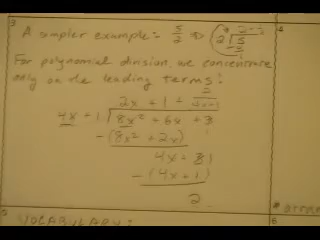 3
A simpler example: 5/2 ⇒ 2)5
4
For polynomial division, we concentrate
only on the leading terms:
2x + 1 + 2/(4x+1)
4x + 1 ) 8x² + 6x + 3
-(8x² + 2x)
4x + 3
-(4x + 1)
2
5
VOCABULARY:
6